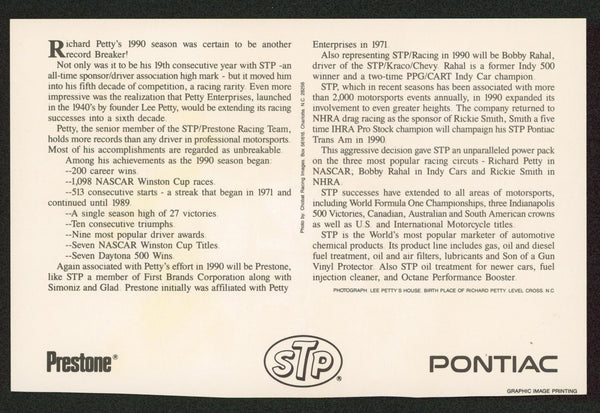 Richard Petty's 1990 season was certain to be another
record Breaker!
Not only was it to be his 19th consecutive year with STP -an
all-time sponsor/driver association high mark - but it moved him
into his fifth decade of competition, a racing rarity. Even more
impressive was the realization that Petty Enterprises, launched
in the 1940's by founder Lee Petty, would be extending its racing
successes into a sixth decade.
Petty, the senior member of the STP/Prestone Racing Team,
holds more records than any driver in professional motorsports.
Most of his accomplishments are regarded as unbreakable.
Among his achievements as the 1990 season began:
--200 career wins.
--1,098 NASCAR Winston Cup races.
--513 consecutive starts - a streak that began in 1971 and
continued until 1989.
--A single season high of 27 victories.
--Ten consecutive triumphs.
--Nine most popular driver awards.
--Seven NASCAR Winston Cup Titles.
--Seven Daytona 500 Wins.
Again associated with Petty's effort in 1990 will be Prestone,
like STP a member of First Brands Corporation along with
Simoniz and Glad. Prestone initially was affiliated with Petty
Photo by: Chobat Racing Images Box 561616, Charlotte, N.C. 28256
Enterprises in 1971.
Also representing STP/Racing in 1990 will be Bobby Rahal,
driver of the STP/Kraco/Chevy. Rahal is a former Indy 500
winner and a two-time PPG/CART Indy Car champion.
STP, which in recent seasons has been associated with more
than 2,000 motorsports events annually, in 1990 expanded its
involvement to even greater heights. The company returned to
NHRA drag racing as the sponsor of Rickie Smith, Smith a five
time IHRA Pro Stock champion will champaign his STP Pontiac
Trans Am in 1990.
This aggressive decision gave STP an unparalleled power pack
on the three most popular racing circuts - Richard Petty in
NASCAR, Bobby Rahal in Indy Cars and Rickie Smith in
NHRA.
STP successes have extended to all areas of motorsports,
including World Formula One Championships, three Indianapolis
500 Victories, Canadian, Australian and South American crowns
as well as U.S. and International Motorcycle titles.
STP is the World's most popular marketer of automotive
chemical products. Its product line includes gas, oil and diesel
fuel treatment, oil and air filters, lubricants and Son of a Gun
Vinyl Protector. Also STP oil treatment for newer cars, fuel
injection cleaner, and Octane Performance Booster.
PHOTOGRAPH: LEE PETTY'S HOUSE. BIRTH PLACE OF RICHARD PETTY. LEVEL CROSS. N.C.
Prestone®
STP®
PONTIAC
GRAPHIC IMAGE PRINTING